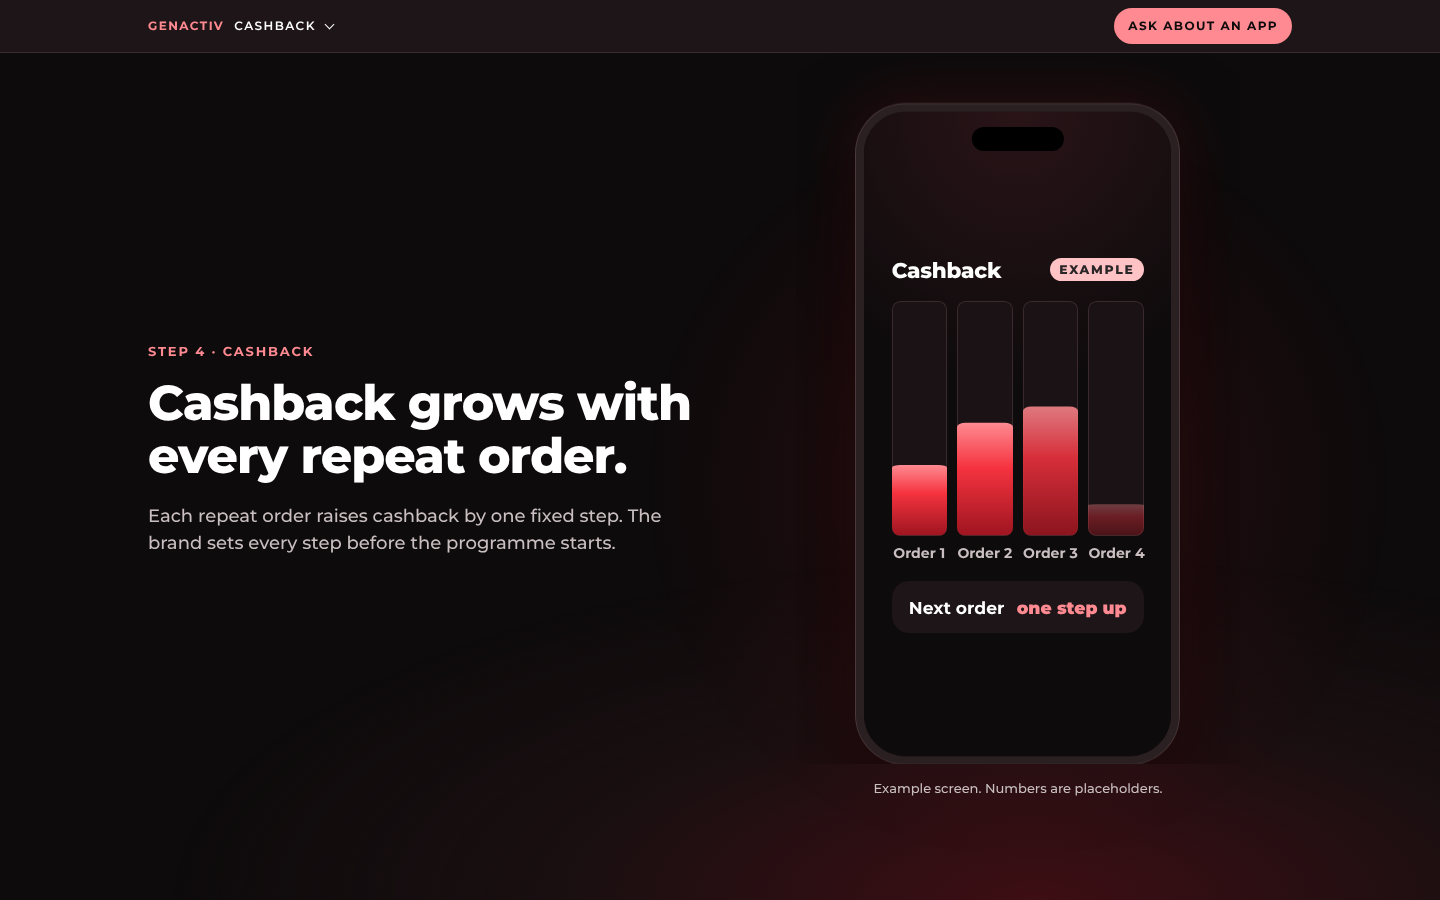 GENACTIV CASHBACK
ASK ABOUT AN APP
STEP 4 · CASHBACK
Cashback grows with
every repeat order.
Each repeat order raises cashback by one fixed step. The
brand sets every step before the programme starts.
Cashback
EXAMPLE
Order 1 Order 2 Order 3 Order 4
Next order one step up
Example screen. Numbers are placeholders.